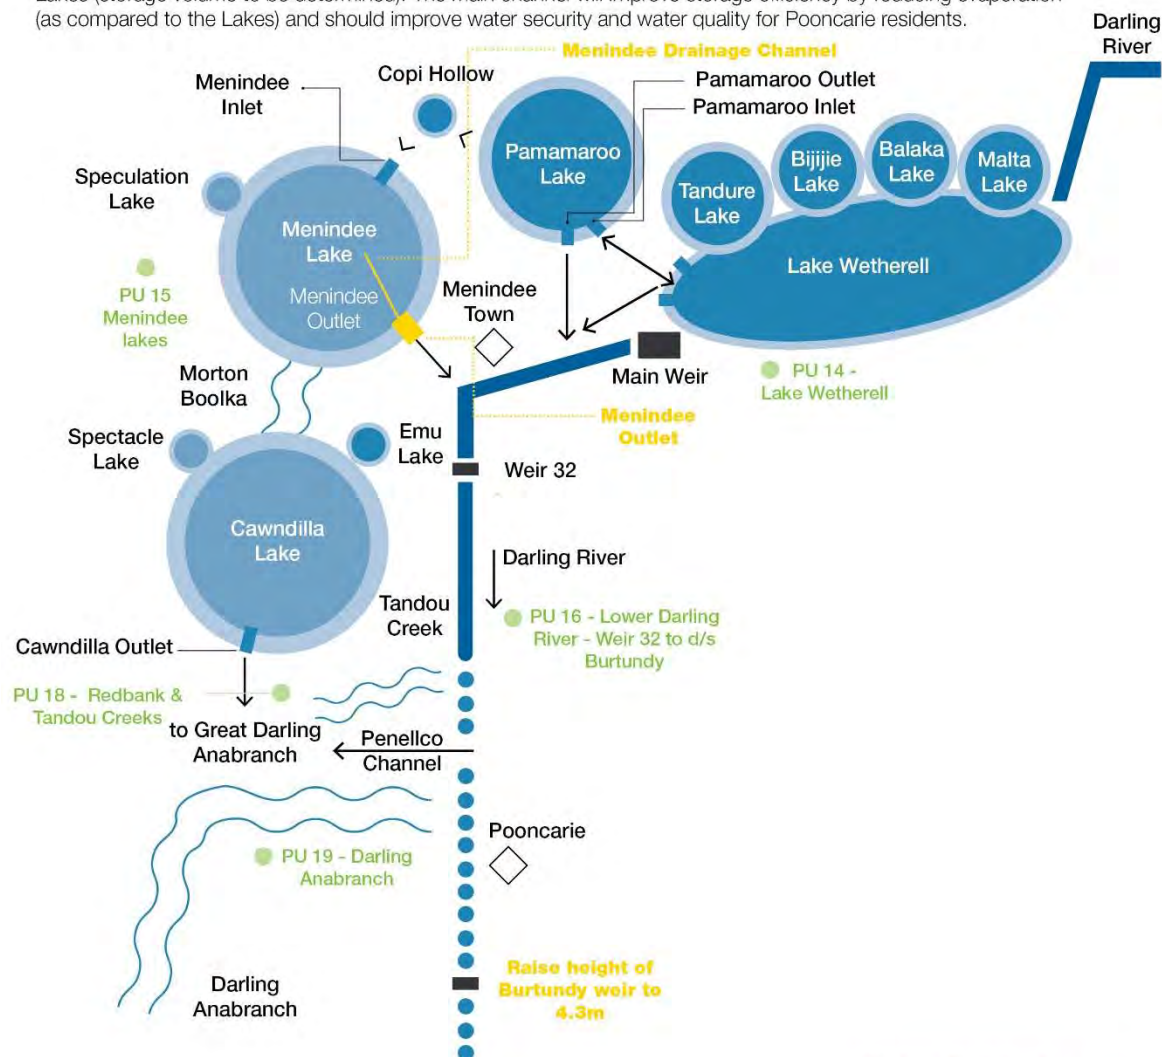 (as compared to the Lakes) and should improve water security and water quality for Pooncarie residents.
Darling
River
Menindee Drainage Channel
Copi Hollow
Menindee
Inlet
Pamamaroo Outlet
Pamamaroo Inlet
Speculation
Lake
Pamamaroo
Lake
Tandure
Lake
Bijijie
Lake
Balaka
Lake
Malta
Lake
Menindee
Lake
Lake Wetherell
Menindee
Outlet
Menindee
Town
PU 15
Menindee
lakes
Main Weir
PU 14 -
Lake Wetherell
Morton
Boolka
Menindee
Outlet
Spectacle
Lake
Emu
Lake
Weir 32
Cawndilla
Lake
Darling River
Tandou
Creek
PU 16 - Lower Darling
River - Weir 32 to d/s
Burtundy
Cawndilla Outlet
PU 18 - Redbank &
Tandou Creeks
to Great Darling
Anabranch
Penellco
Channel
Pooncarie
PU 19 - Darling
Anabranch
Raise height of
Burtundy weir to
4.3m
Darling
Anabranch